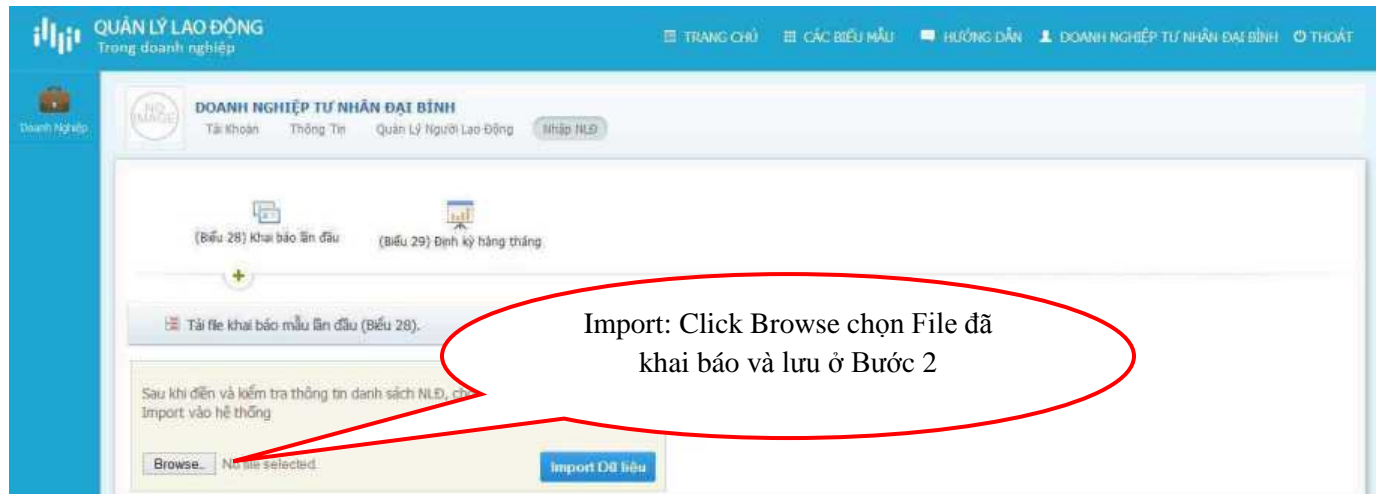 QUẢN LÝ LAO ĐỘNG
Trong doanh nghiệp
TRANG CHỦ CÁC BIỂU MẪU HƯỚNG DẪN DOANH NGHIỆP TƯ NHÂN ĐẠI BÌNH THOÁT
Doanh Nghiệp
NO IMAGE
DOANH NGHIỆP TƯ NHÂN ĐẠI BÌNH
Tài Khoản Thông Tin Quản Lý Người Lao Động Nhập NLĐ
(Biểu 28) Khai báo lần đầu (Biểu 29) Định kỳ hàng tháng
Tải file khai báo mẫu lần đầu (Biểu 28).
Import: Click Browse chọn File đã
khai báo và lưu ở Bước 2
Sau khi điền và kiểm tra thông tin danh sách NLĐ,
Import vào hệ thống
Browse.. No file selected.
Import Dữ liệu